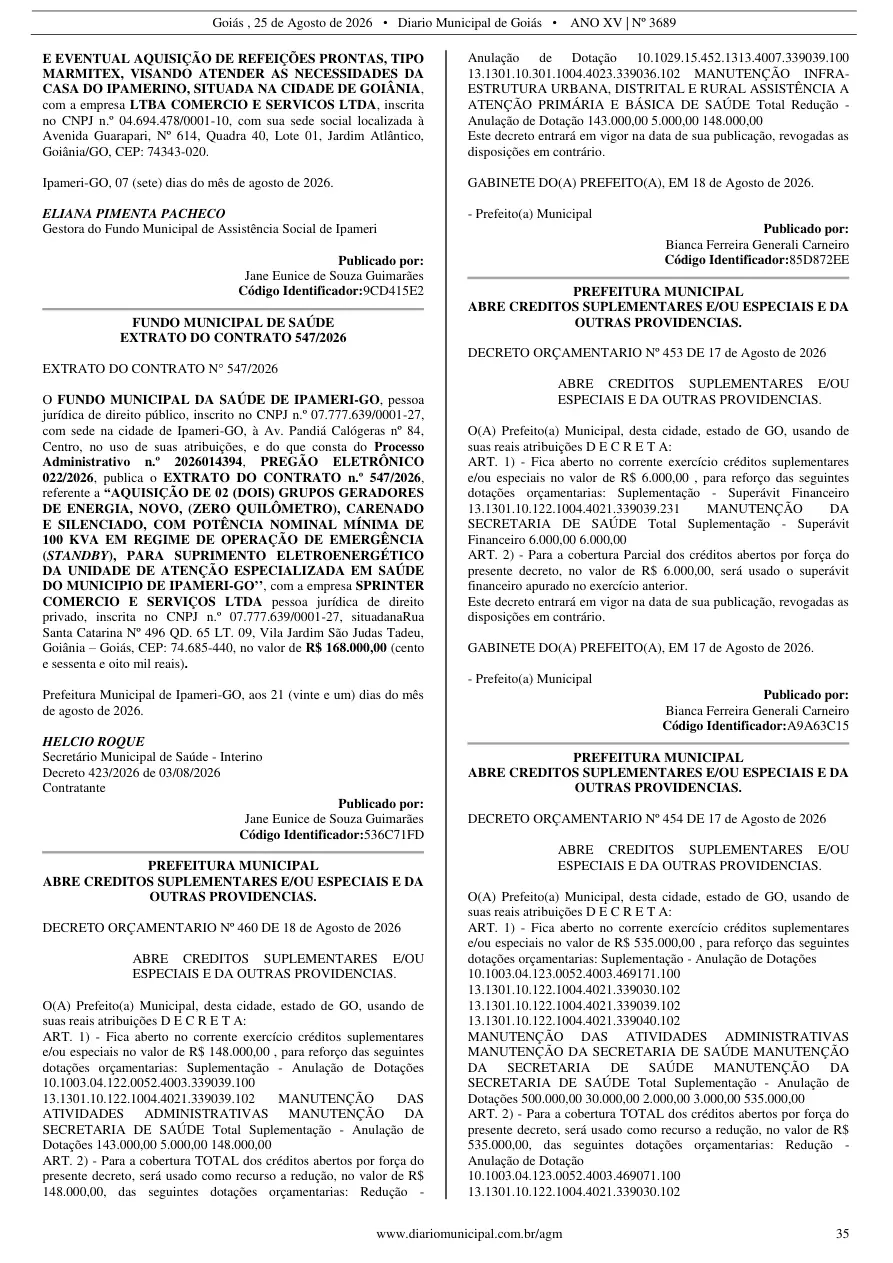 Goiás , 25 de Agosto de 2026 • Diario Municipal de Goiás • ANO XV | Nº 3689
E EVENTUAL AQUISIÇÃO DE REFEIÇÕES PRONTAS, TIPO
MARMITEX, VISANDO ATENDER AS NECESSIDADES DA
CASA DO IPAMERINO, SITUADA NA CIDADE DE GOIÂNIA,
com a empresa LTBA COMERCIO E SERVICOS LTDA, inscrita
no CNPJ n.º 04.694.478/0001-10, com sua sede social localizada à
Avenida Guarapari, Nº 614, Quadra 40, Lote 01, Jardim Atlântico,
Goiânia/GO, CEP: 74343-020.
Ipameri-GO, 07 (sete) dias do mês de agosto de 2026.
ELIANA PIMENTA PACHECO
Gestora do Fundo Municipal de Assistência Social de Ipameri
Publicado por:
Jane Eunice de Souza Guimarães
Código Identificador:9CD415E2
FUNDO MUNICIPAL DE SAÚDE
EXTRATO DO CONTRATO 547/2026
EXTRATO DO CONTRATO N° 547/2026
O FUNDO MUNICIPAL DA SAÚDE DE IPAMERI-GO, pessoa
jurídica de direito público, inscrito no CNPJ n.º 07.777.639/0001-27,
com sede na cidade de Ipameri-GO, à Av. Pandiá Calógeras nº 84,
Centro, no uso de suas atribuições, e do que consta do Processo
Administrativo n.º 2026014394, PREGÃO ELETRÔNICO
022/2026, publica o EXTRATO DO CONTRATO n.º 547/2026,
referente a “AQUISIÇÃO DE 02 (DOIS) GRUPOS GERADORES
DE ENERGIA, NOVO, (ZERO QUILÔMETRO), CARENADO
E SILENCIADO, COM POTÊNCIA NOMINAL MÍNIMA DE
100 KVA EM REGIME DE OPERAÇÃO DE EMERGÊNCIA
(STANDBY), PARA SUPRIMENTO ELETROENERGÉTICO
DA UNIDADE DE ATENÇÃO ESPECIALIZADA EM SAÚDE
DO MUNICIPIO DE IPAMERI-GO’’, com a empresa SPRINTER
COMERCIO E SERVIÇOS LTDA pessoa jurídica de direito
privado, inscrita no CNPJ n.º 07.777.639/0001-27, situadanaRua
Santa Catarina Nº 496 QD. 65 LT. 09, Vila Jardim São Judas Tadeu,
Goiânia – Goiás, CEP: 74.685-440, no valor de R$ 168.000,00 (cento
e sessenta e oito mil reais).
Prefeitura Municipal de Ipameri-GO, aos 21 (vinte e um) dias do mês
de agosto de 2026.
HELCIO ROQUE
Secretário Municipal de Saúde - Interino
Decreto 423/2026 de 03/08/2026
Contratante
Publicado por:
Jane Eunice de Souza Guimarães
Código Identificador:536C71FD
PREFEITURA MUNICIPAL
ABRE CREDITOS SUPLEMENTARES E/OU ESPECIAIS E DA
OUTRAS PROVIDENCIAS.
DECRETO ORÇAMENTARIO Nº 460 DE 18 de Agosto de 2026
ABRE CREDITOS SUPLEMENTARES E/OU
ESPECIAIS E DA OUTRAS PROVIDENCIAS.
O(A) Prefeito(a) Municipal, desta cidade, estado de GO, usando de
suas reais atribuições D E C R E T A:
ART. 1) - Fica aberto no corrente exercício créditos suplementares
e/ou especiais no valor de R$ 148.000,00 , para reforço das seguintes
dotações orçamentarias: Suplementação - Anulação de Dotações
10.1003.04.122.0052.4003.339039.100
13.1301.10.122.1004.4021.339039.102 MANUTENÇÃO DAS
ATIVIDADES ADMINISTRATIVAS MANUTENÇÃO DA
SECRETARIA DE SAÚDE Total Suplementação - Anulação de
Dotações 143.000,00 5.000,00 148.000,00
ART. 2) - Para a cobertura TOTAL dos créditos abertos por força do
presente decreto, será usado como recurso a redução, no valor de R$
148.000,00, das seguintes dotações orçamentarias: Redução -
Anulação de Dotação 10.1029.15.452.1313.4007.339039.100
13.1301.10.301.1004.4023.339036.102 MANUTENÇÃO INFRA-
ESTRUTURA URBANA, DISTRITAL E RURAL ASSISTÊNCIA A
ATENÇÃO PRIMÁRIA E BÁSICA DE SAÚDE Total Redução -
Anulação de Dotação 143.000,00 5.000,00 148.000,00
Este decreto entrará em vigor na data de sua publicação, revogadas as
disposições em contrário.
GABINETE DO(A) PREFEITO(A), EM 18 de Agosto de 2026.
- Prefeito(a) Municipal
Publicado por:
Bianca Ferreira Generali Carneiro
Código Identificador:85D872EE
PREFEITURA MUNICIPAL
ABRE CREDITOS SUPLEMENTARES E/OU ESPECIAIS E DA
OUTRAS PROVIDENCIAS.
DECRETO ORÇAMENTARIO Nº 453 DE 17 de Agosto de 2026
ABRE CREDITOS SUPLEMENTARES E/OU
ESPECIAIS E DA OUTRAS PROVIDENCIAS.
O(A) Prefeito(a) Municipal, desta cidade, estado de GO, usando de
suas reais atribuições D E C R E T A:
ART. 1) - Fica aberto no corrente exercício créditos suplementares
e/ou especiais no valor de R$ 6.000,00 , para reforço das seguintes
dotações orçamentarias: Suplementação - Superávit Financeiro
13.1301.10.122.1004.4021.339039.231 MANUTENÇÃO DA
SECRETARIA DE SAÚDE Total Suplementação - Superávit
Financeiro 6.000,00 6.000,00
ART. 2) - Para a cobertura Parcial dos créditos abertos por força do
presente decreto, no valor de R$ 6.000,00, será usado o superávit
financeiro apurado no exercício anterior.
Este decreto entrará em vigor na data de sua publicação, revogadas as
disposições em contrário.
GABINETE DO(A) PREFEITO(A), EM 17 de Agosto de 2026.
- Prefeito(a) Municipal
Publicado por:
Bianca Ferreira Generali Carneiro
Código Identificador:A9A63C15
PREFEITURA MUNICIPAL
ABRE CREDITOS SUPLEMENTARES E/OU ESPECIAIS E DA
OUTRAS PROVIDENCIAS.
DECRETO ORÇAMENTARIO Nº 454 DE 17 de Agosto de 2026
ABRE CREDITOS SUPLEMENTARES E/OU
ESPECIAIS E DA OUTRAS PROVIDENCIAS.
O(A) Prefeito(a) Municipal, desta cidade, estado de GO, usando de
suas reais atribuições D E C R E T A:
ART. 1) - Fica aberto no corrente exercício créditos suplementares
e/ou especiais no valor de R$ 535.000,00 , para reforço das seguintes
dotações orçamentarias: Suplementação - Anulação de Dotações
10.1003.04.123.0052.4003.469171.100
13.1301.10.122.1004.4021.339030.102
13.1301.10.122.1004.4021.339039.102
13.1301.10.122.1004.4021.339040.102
MANUTENÇÃO DAS ATIVIDADES ADMINISTRATIVAS
MANUTENÇÃO DA SECRETARIA DE SAÚDE MANUTENÇÃO
DA SECRETARIA DE SAÚDE MANUTENÇÃO DA
SECRETARIA DE SAÚDE Total Suplementação - Anulação de
Dotações 500.000,00 30.000,00 2.000,00 3.000,00 535.000,00
ART. 2) - Para a cobertura TOTAL dos créditos abertos por força do
presente decreto, será usado como recurso a redução, no valor de R$
535.000,00, das seguintes dotações orçamentarias: Redução -
Anulação de Dotação
10.1003.04.123.0052.4003.469071.100
13.1301.10.122.1004.4021.339030.102
www.diariomunicipal.com.br/agm
35